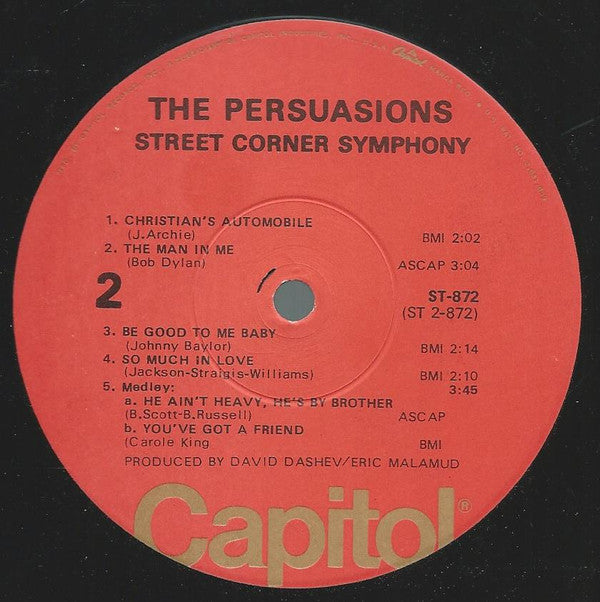 Capitol
THE PERSUASIONS
STREET CORNER SYMPHONY
1. CHRISTIAN'S AUTOMOBILE
(J.Archie) BMI 2:02
2. THE MAN IN ME
(Bob Dylan) ASCAP 3:04
2 ST-872
(ST 2-872)
3. BE GOOD TO ME BABY
(Johnny Baylor) BMI 2:14
4. SO MUCH IN LOVE
(Jackson-Straigis-Williams) BMI 2:10
5. Medley: 3:45
a. HE AIN'T HEAVY, HE'S BY BROTHER
(B.Scott-B.Russell) ASCAP
b. YOU'VE GOT A FRIEND
(Carole King BMI
PRODUCED BY DAVID DASHEV/ERIC MALAMUD
Capitol®